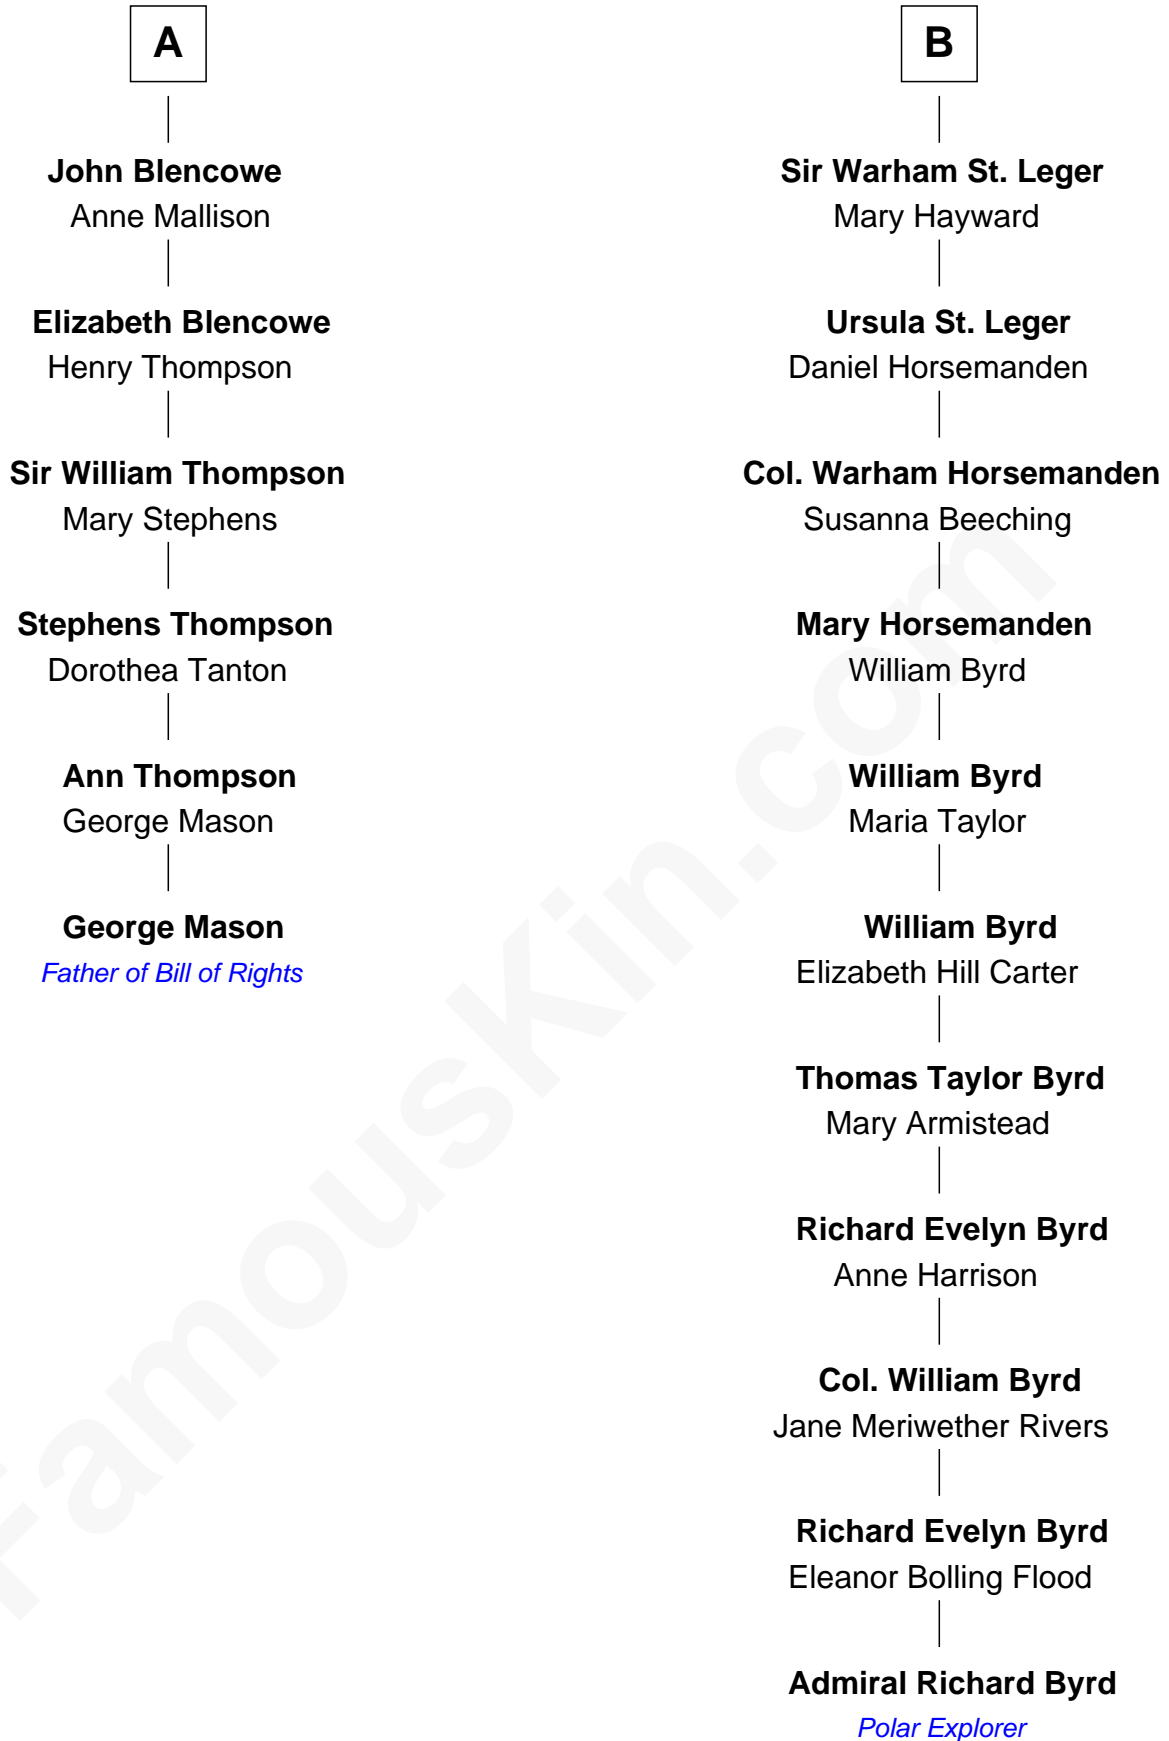 A
John Blencowe
Anne Mallison
Elizabeth Blencowe
Henry Thompson
Sir William Thompson
Mary Stephens
Stephens Thompson
Dorothea Tanton
Ann Thompson
George Mason
George Mason
Father of Bill of Rights
B
Sir Warham St. Leger
Mary Hayward
Ursula St. Leger
Daniel Horsemanden
Col. Warham Horsemanden
Susanna Beeching
Mary Horsemanden
William Byrd
William Byrd
Maria Taylor
William Byrd
Elizabeth Hill Carter
Thomas Taylor Byrd
Mary Armistead
Richard Evelyn Byrd
Anne Harrison
Col. William Byrd
Jane Meriwether Rivers
Richard Evelyn Byrd
Eleanor Bolling Flood
Admiral Richard Byrd
Polar Explorer
FamousKin.com